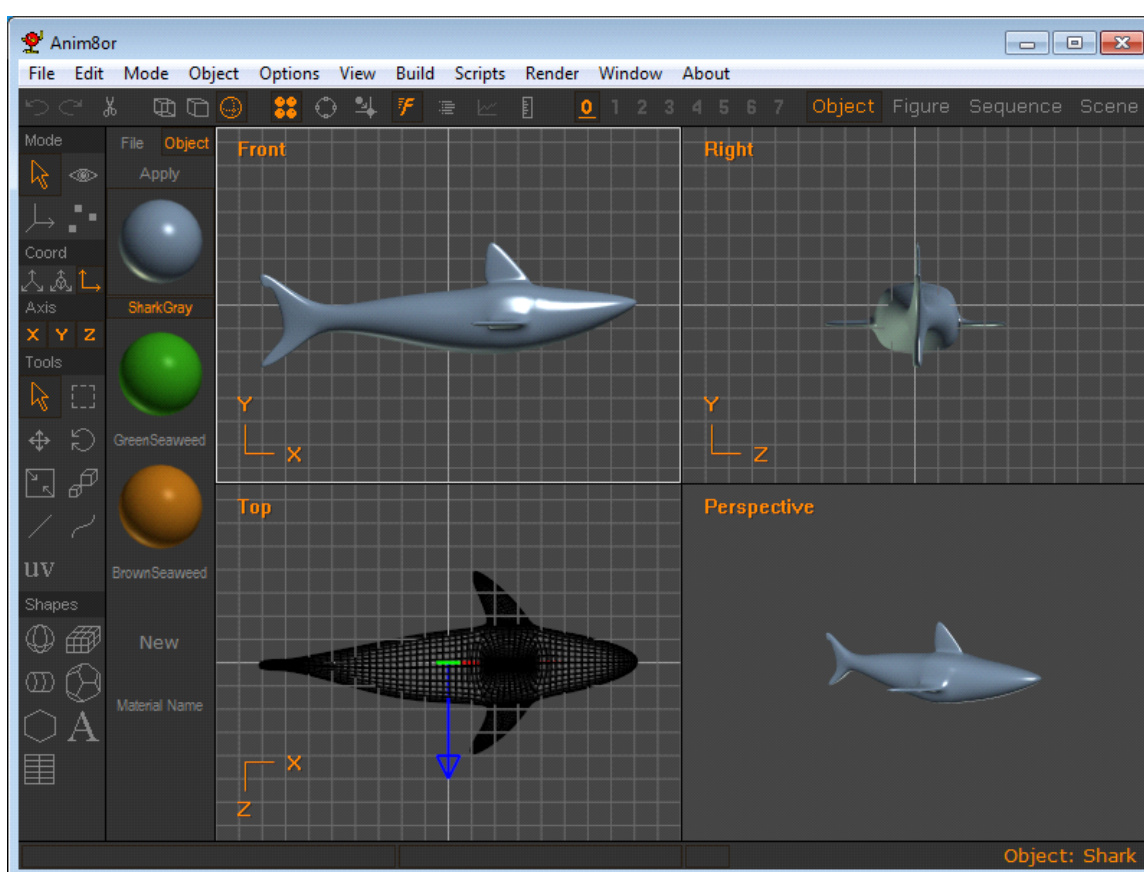 Anim8or
File Edit Mode Object Options View Build Scripts Render Window About
0 1 2 3 4 5 6 7 Object Figure Sequence Scene
Mode
File Object
Apply
Front
Right
Coord
Axis
SharkGray
X Y Z
Tools
Y
X
Y
Z
GreenSeaweed
Top
Perspective
UV
BrownSeaweed
Shapes
New
Material Name
A
X
Z
Object: Shark